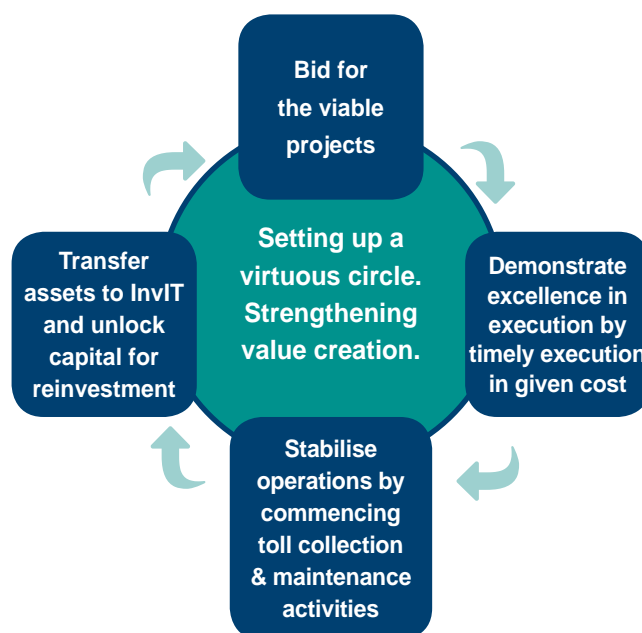 Bid for
the viable
projects
Setting up a
virtuous circle.
Strengthening
value creation.
Demonstrate
excellence in
execution by
timely execution
in given cost
Stabilise
operations by
commencing
toll collection
& maintenance
activities
Transfer
assets to InvIT
and unlock
capital for
reinvestment